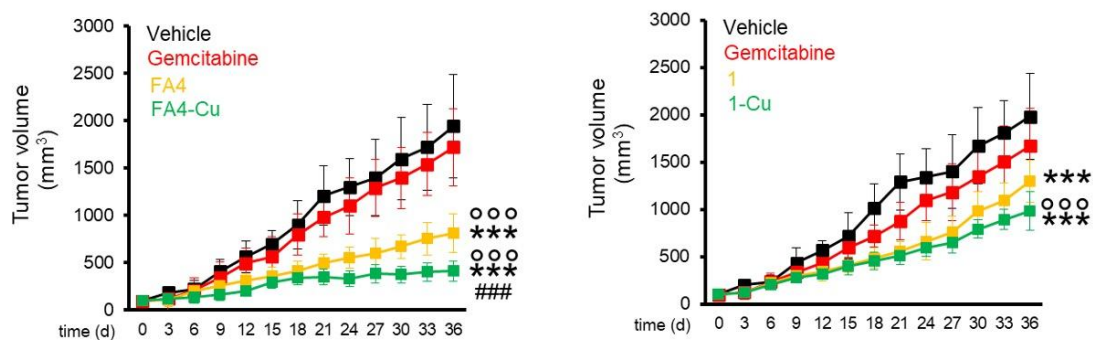 3000
2500
2000
1500
1000
500
0
Tumor volume
(mm³)
Vehicle
Gemcitabine
FA4
FA4-Cu
°°°
***
°°°
***
###
time (d)
0 3 6 9 12 15 18 21 24 27 30 33 36
3000
2500
2000
1500
1000
500
0
Tumor volume
(mm³)
Vehicle
Gemcitabine
1
1-Cu
***
°°°
***
time (d)
0 3 6 9 12 15 18 21 24 27 30 33 36